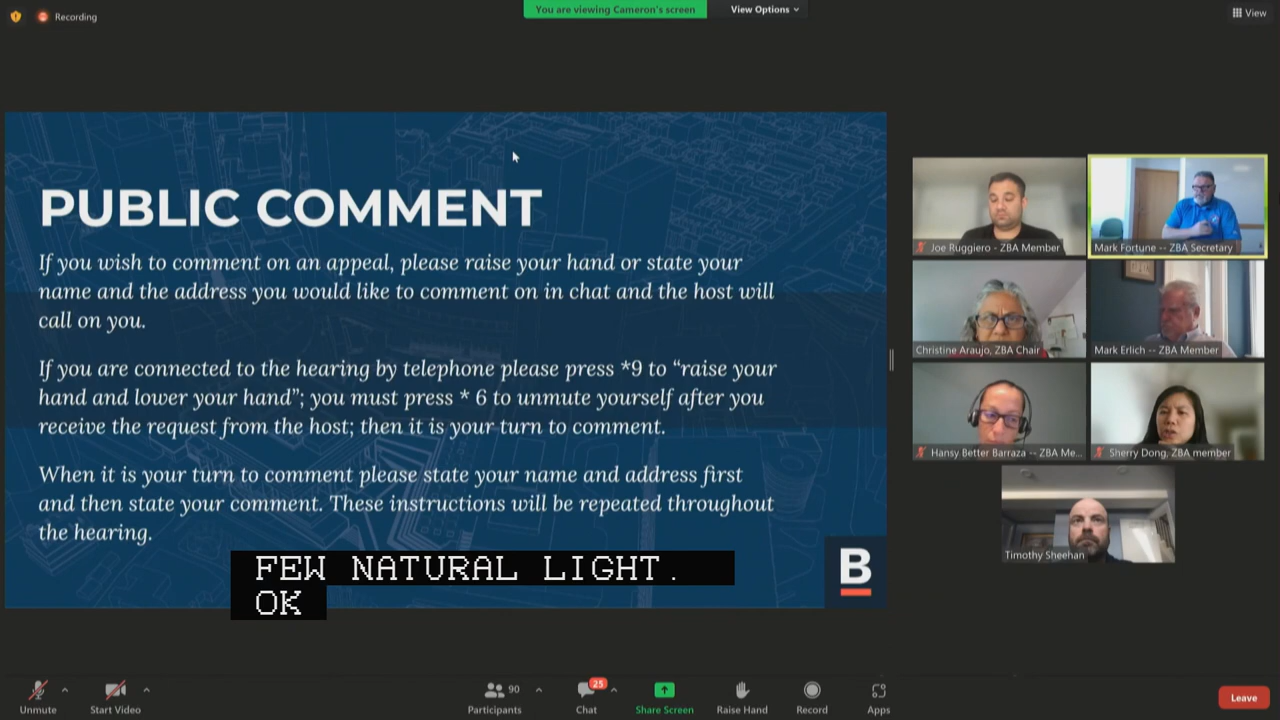 Recording
You are viewing Cameron's screen
View Options
View
PUBLIC COMMENT
If you wish to comment on an appeal, please raise your hand or state your
name and the address you would like to comment on in chat and the host will
call on you.
If you are connected to the hearing by telephone please press *9 to “raise your
hand and lower your hand”; you must press * 6 to unmute yourself after you
receive the request from the host; then it is your turn to comment.
When it is your turn to comment please state your name and address first
and then state your comment. These instructions will be repeated throughout
the hearing.
B
FEW NATURAL LIGHT.
OK
Joe Ruggiero - ZBA Member
Mark Fortune -- ZBA Secretary
Christine Araujo, ZBA Chair
Mark Erlich -- ZBA Member
Hansy Better Barraza -- ZBA Me...
Sherry Dong, ZBA member
Timothy Sheehan
Unmute
Start Video
90
Participants
25
Chat
Share Screen
Raise Hand
Record
Apps
Leave